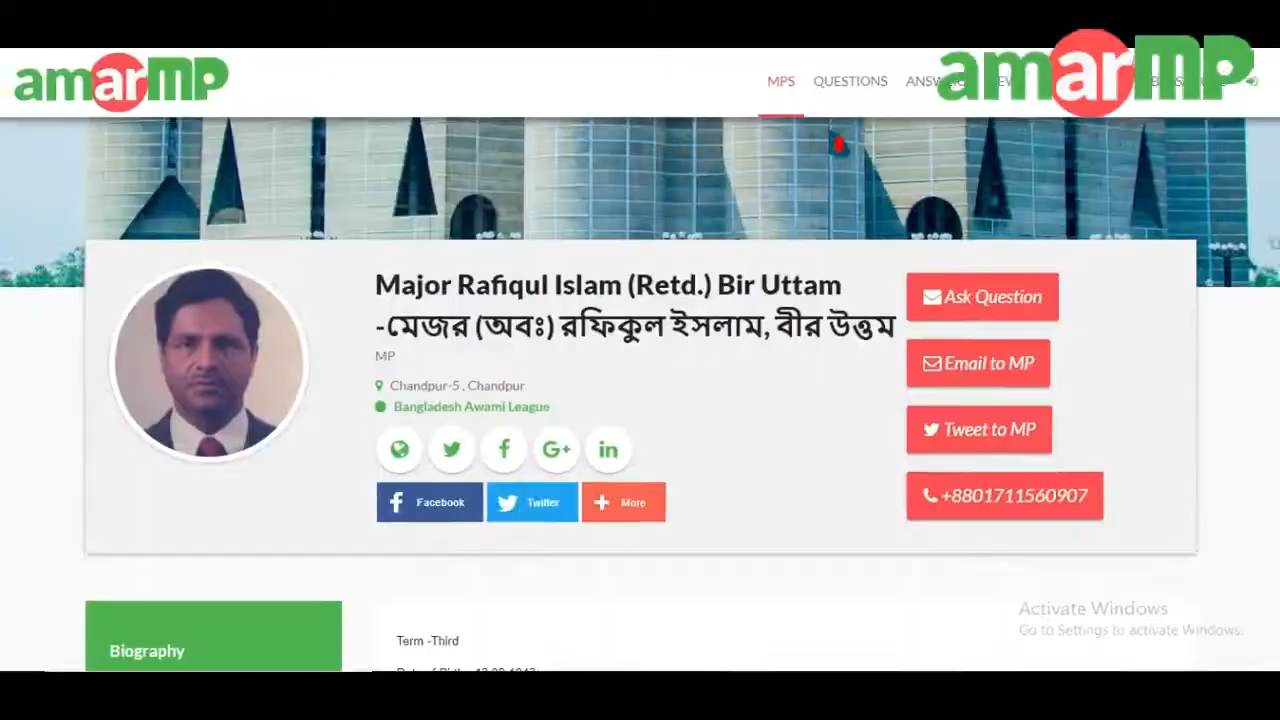 amarMP
amarMP
MPS
QUESTIONS
Major Rafiqul Islam (Retd.) Bir Uttam
-মেজর (অবঃ) রফিকুল ইসলাম, বীর উত্তম
MP
Chandpur-5 , Chandpur
Bangladesh Awami League
G+
in
Facebook
Twitter
More
Ask Question
Email to MP
Tweet to MP
+8801711560907
Biography
Term -Third
Activate Windows
Go to Settings to activate Windows.